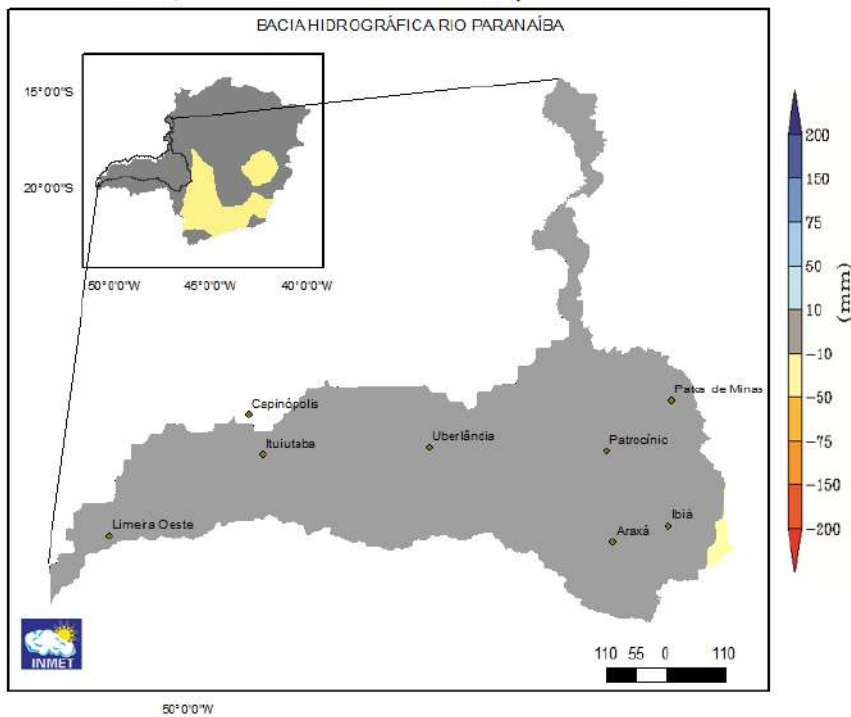 BACIA HIDROGRÁFICA RIO PARANAÍBA
15°0'0"S
20°0'0"S
50°0'0"W 45°0'0"W 40°0'0"W
200
150
75
50
10
-10
-50
-75
-150
-200
(mm)
Patos de Minas
Capinópolis
Uberlândia
Ituiutaba
Patrocínio
Limeira Oeste
Ibiá
Araxá
INMET
110 55 0 110
50°0'0"W